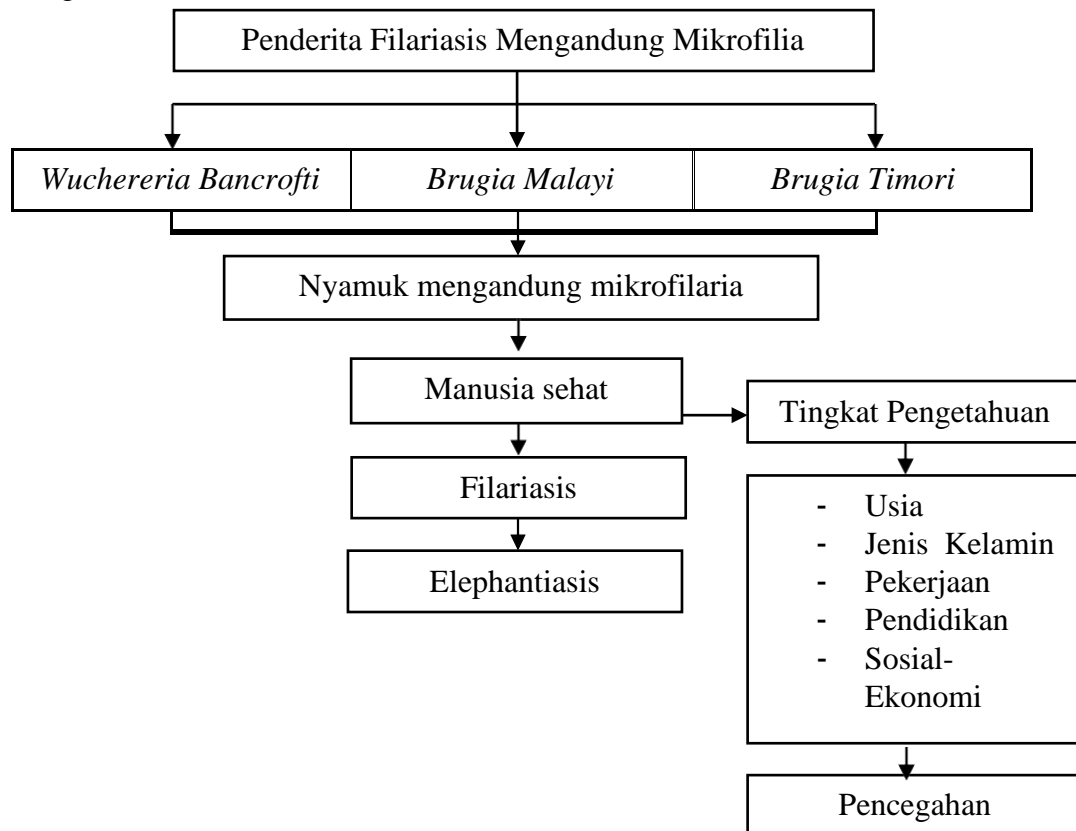 Penderita Filariasis Mengandung Mikrofilia
Wuchereria Bancrofti
Brugia Malayi
Brugia Timori
Nyamuk mengandung mikrofilaria
Manusia sehat
Tingkat Pengetahuan
Filariasis
Elephantiasis
- Usia
- Jenis Kelamin
- Pekerjaan
- Pendidikan
- Sosial-
Ekonomi
Pencegahan